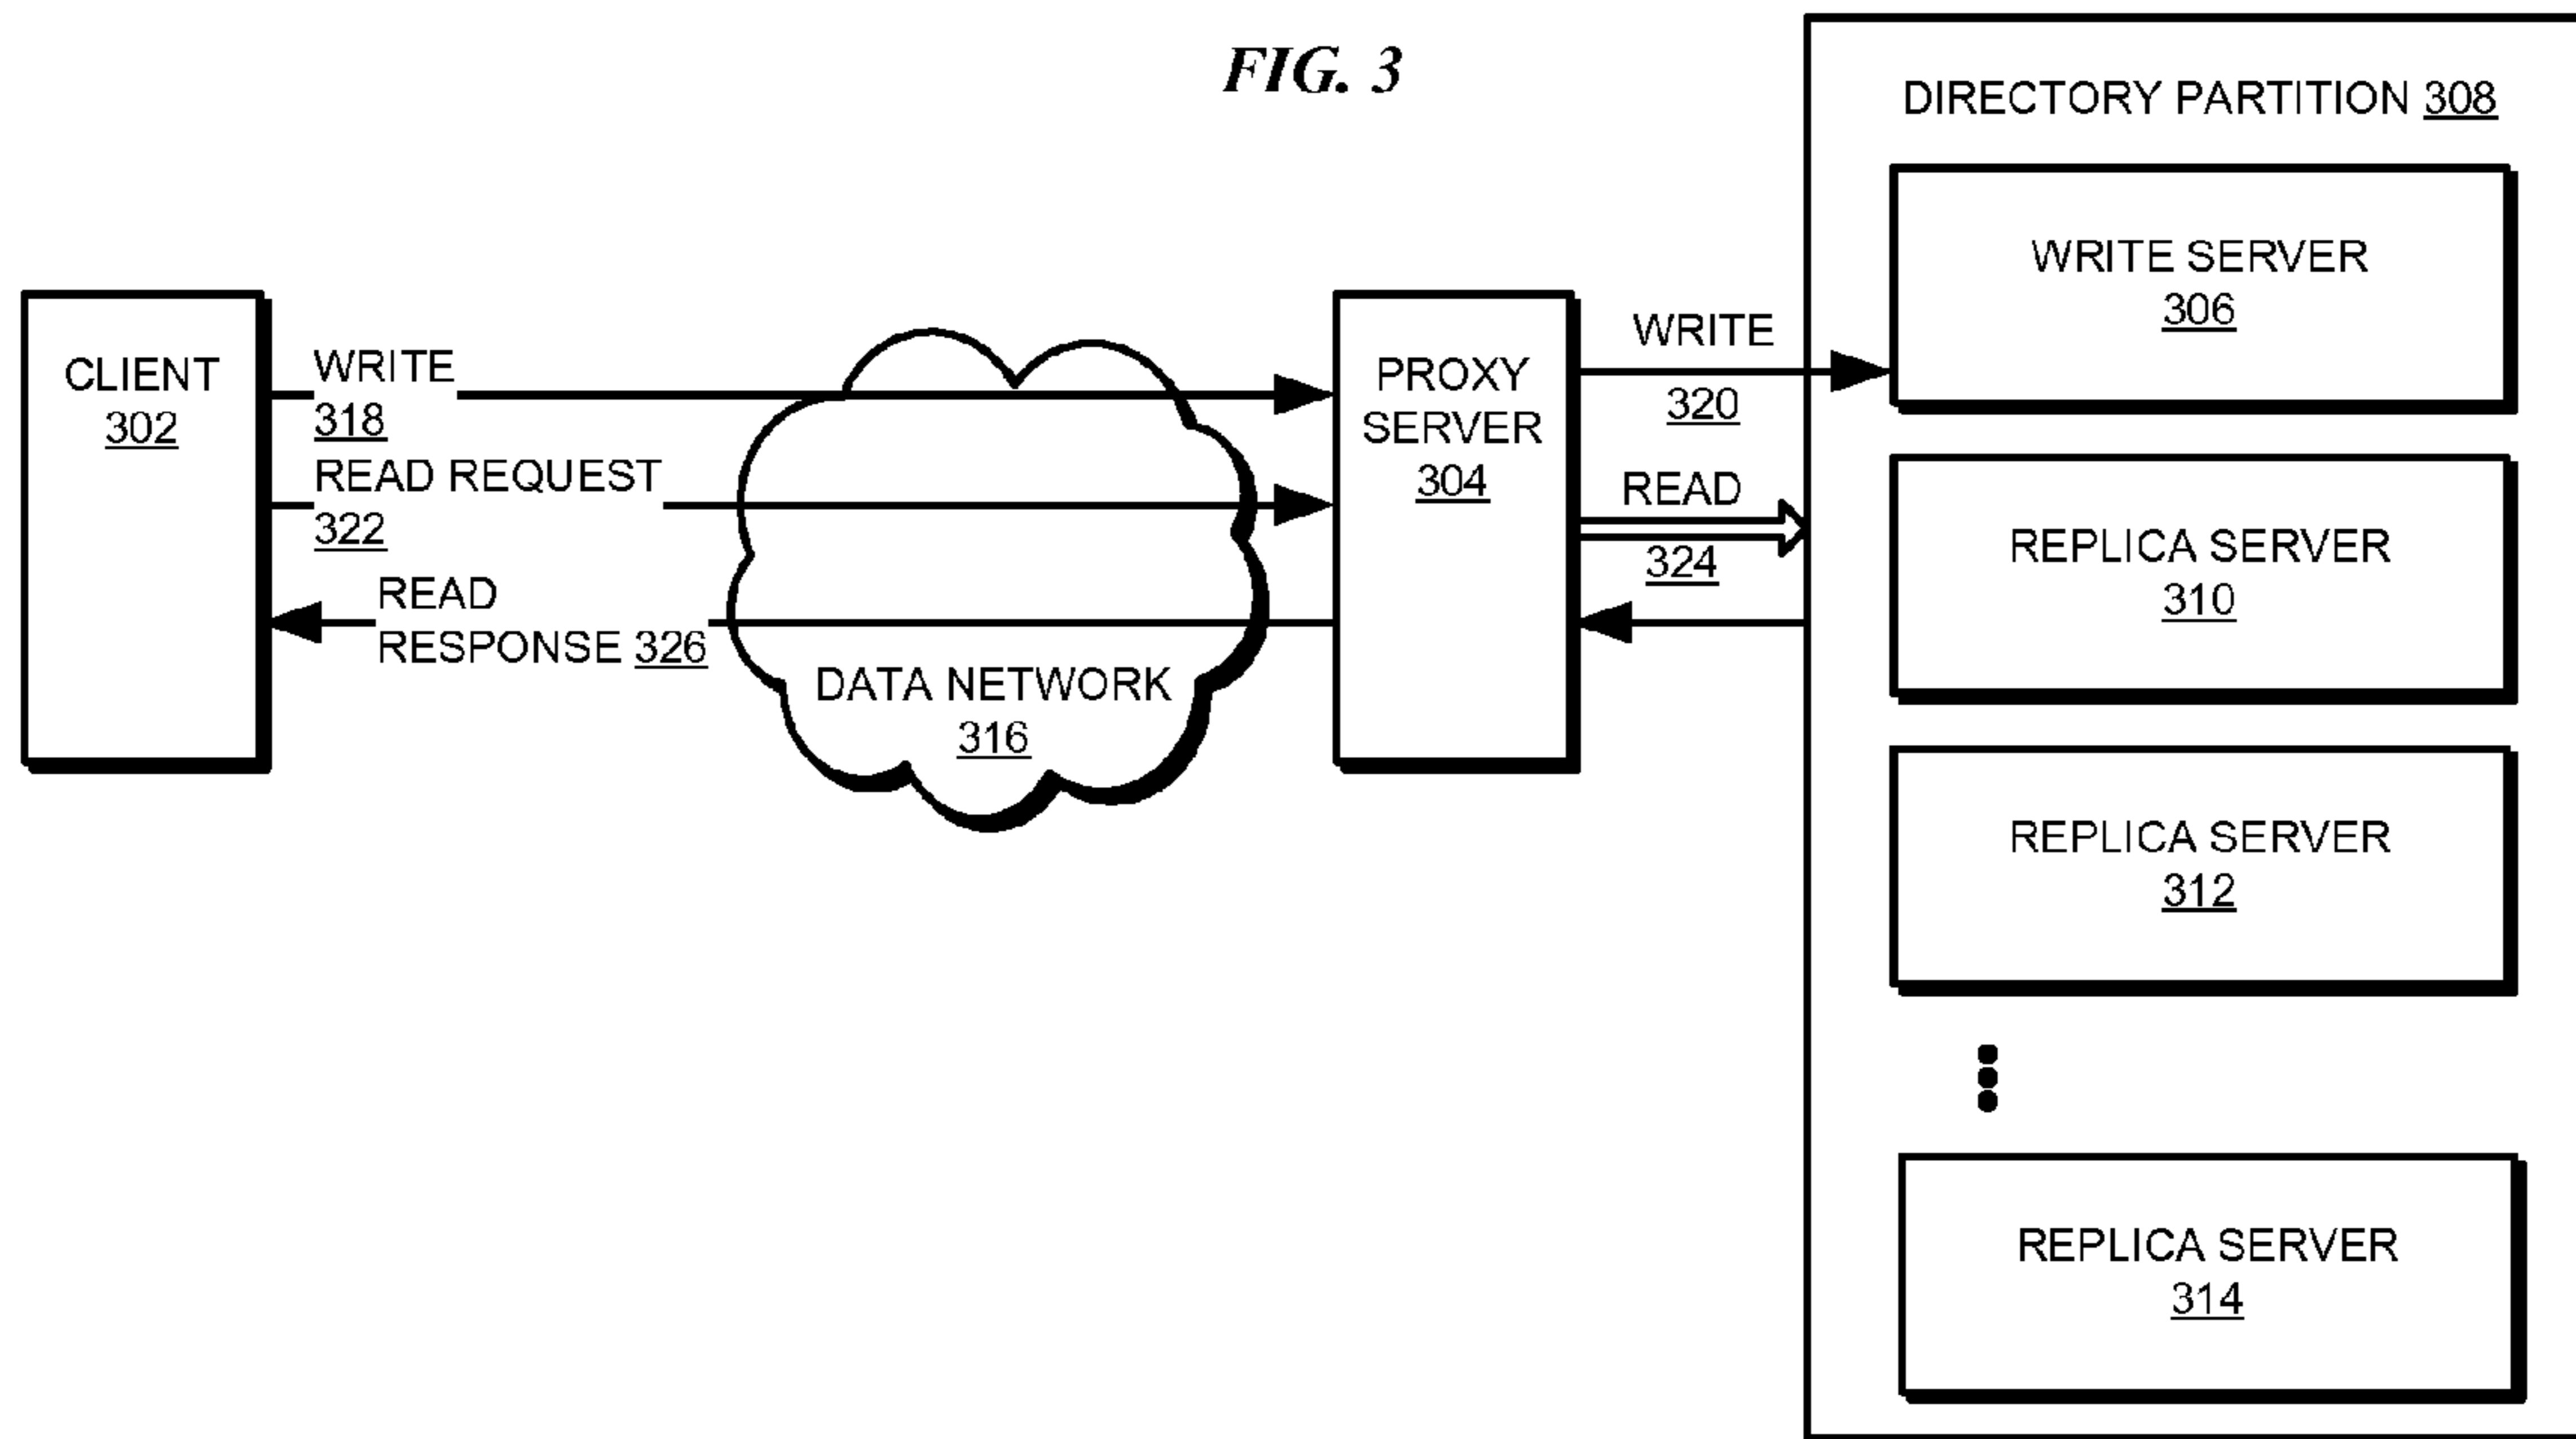 FIG. 3
CLIENT
302
WRITE
318
READ REQUEST
322
READ
RESPONSE 326
DATA NETWORK
316
PROXY
SERVER
304
WRITE
320
READ
324
DIRECTORY PARTITION 308
WRITE SERVER
306
REPLICA SERVER
310
REPLICA SERVER
312
REPLICA SERVER
314